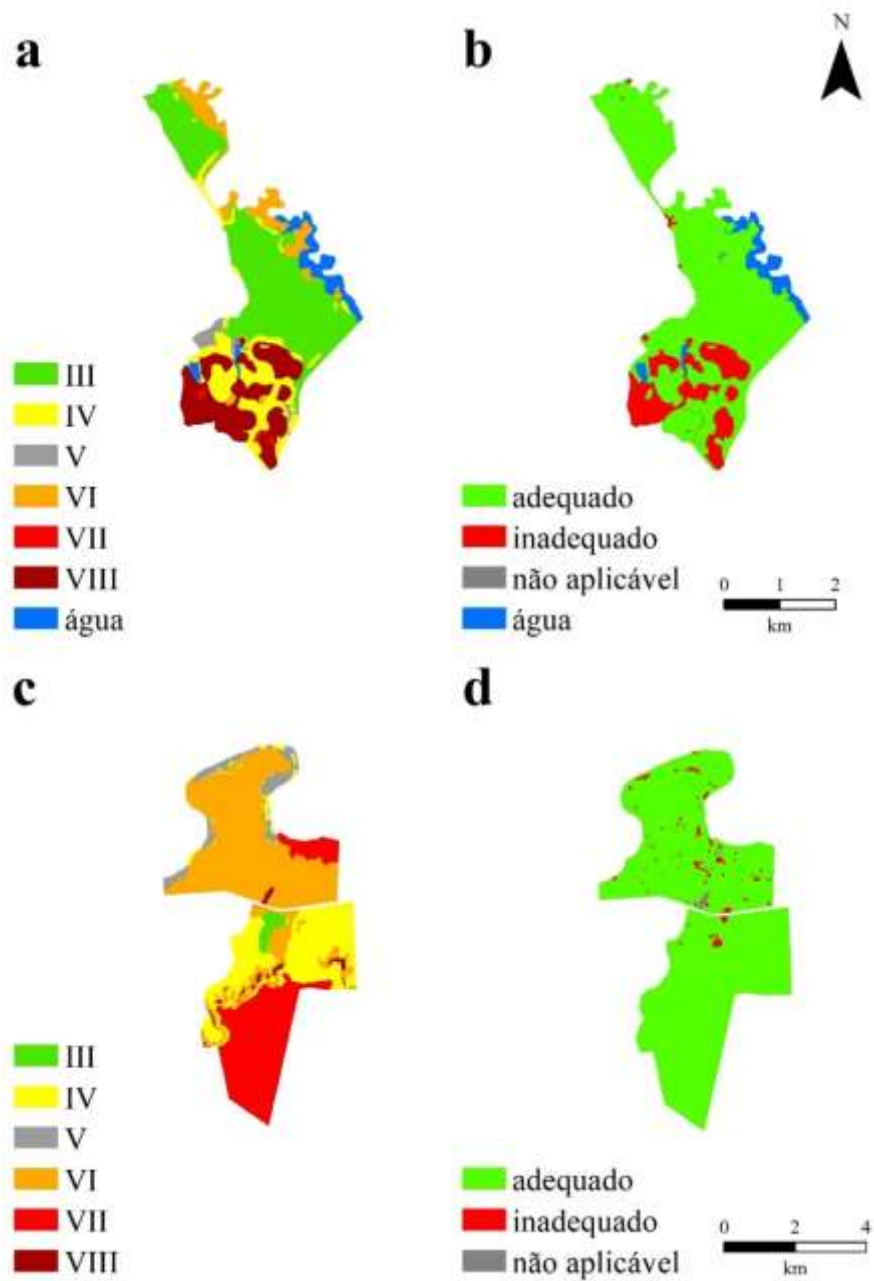 a
b
N
III
IV
V
VI
VII
VIII
água
adequado
inadequado
não aplicável
água
0 1 2
km
c
d
III
IV
V
VI
VII
VIII
adequado
inadequado
não aplicável
0 2 4
km